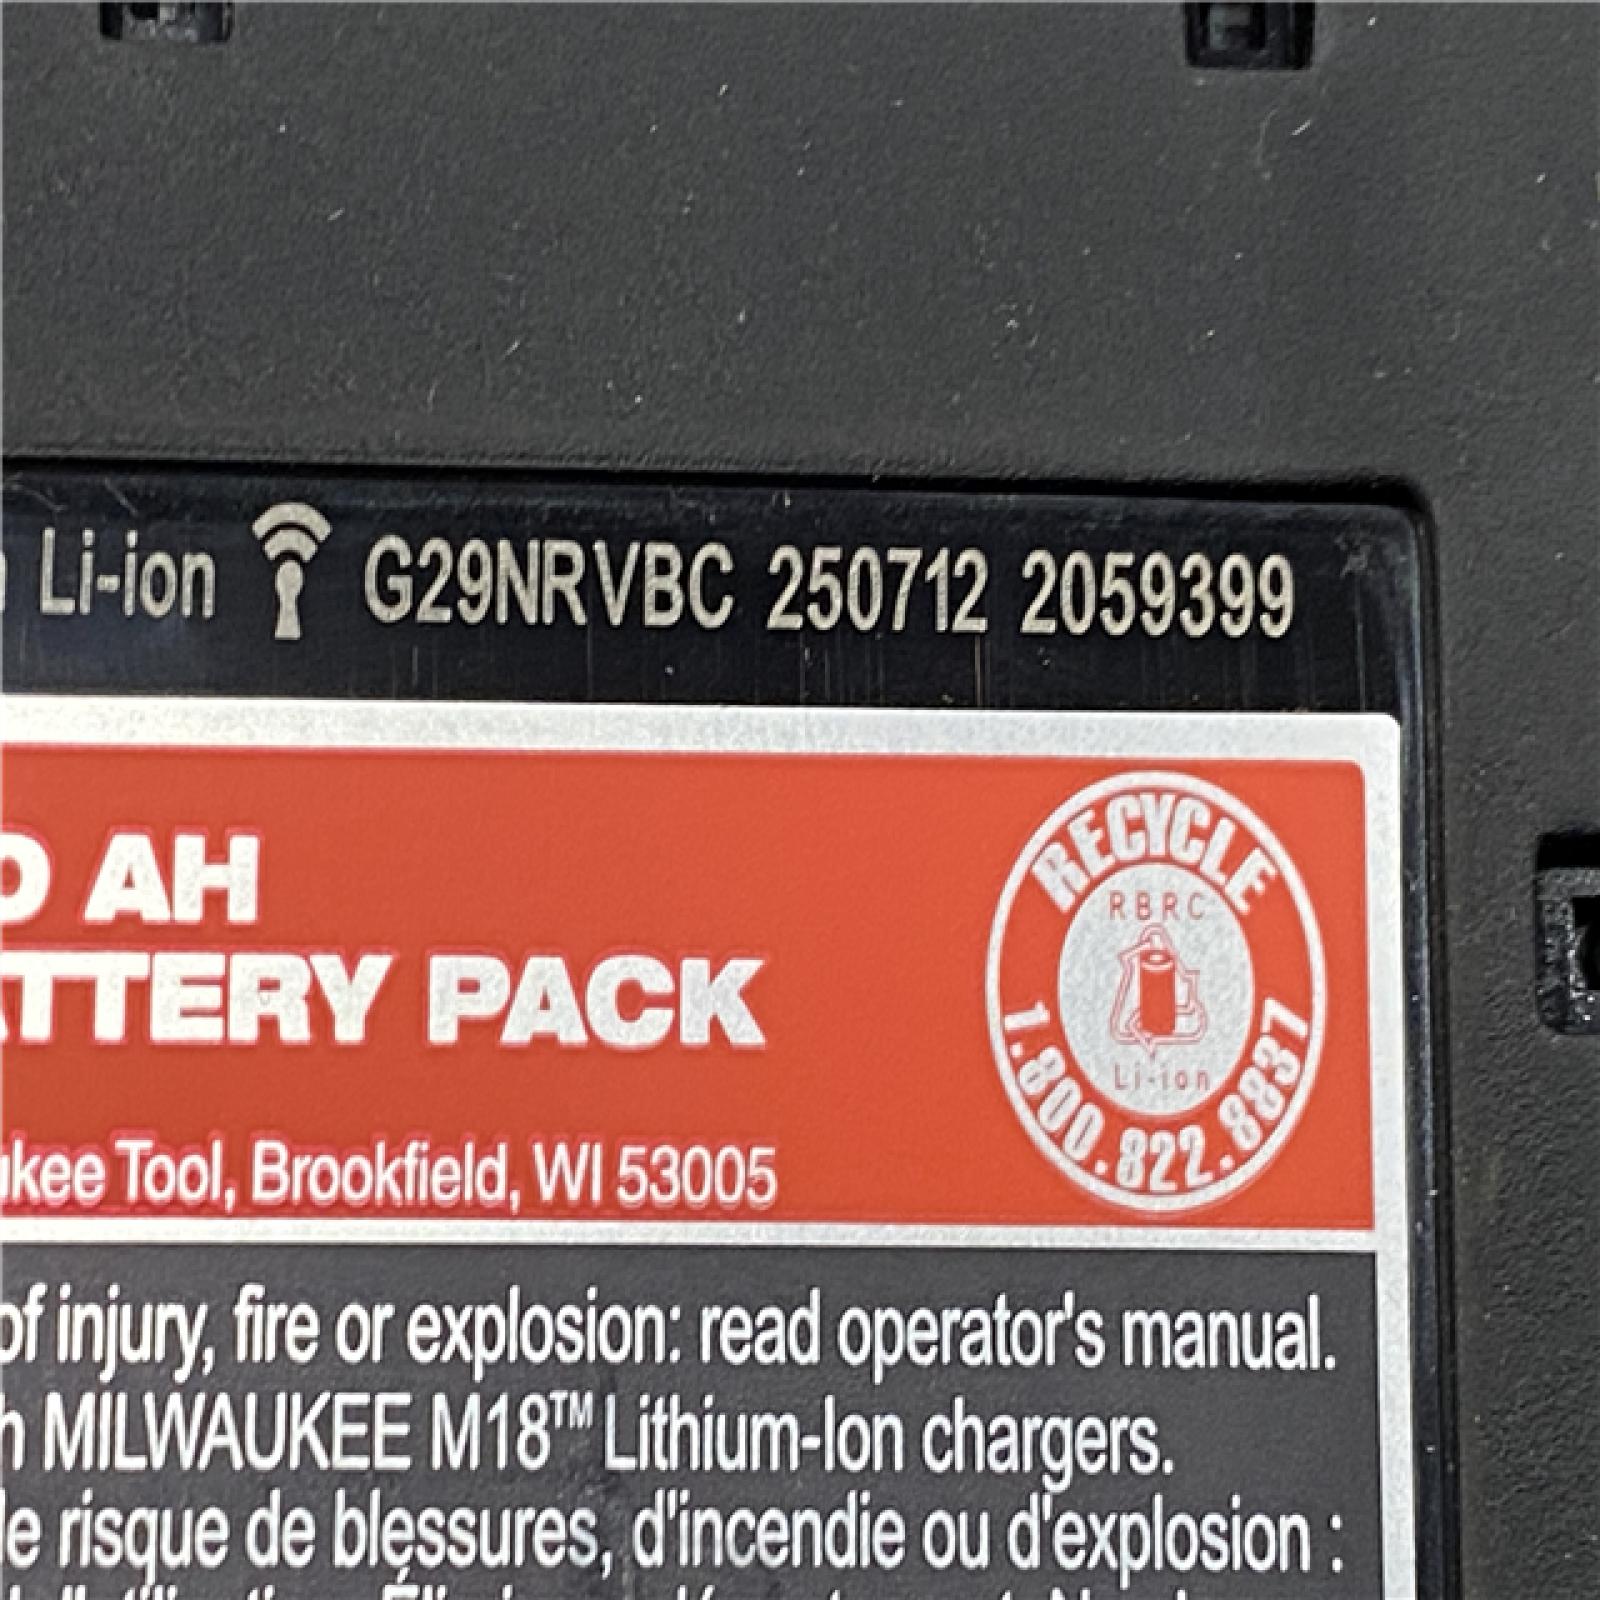 Li-ion G29NRVBC 250712 2059399
RECYCLE
RBRC
Li-ion
1.800.822.8837
AH
BATTERY PACK
Tool, Brookfield, WI 53005
of injury, fire or explosion: read operator's manual.
MILWAUKEE M18™ Lithium-Ion chargers.
risque de blessures, d'incendie ou d'explosion :